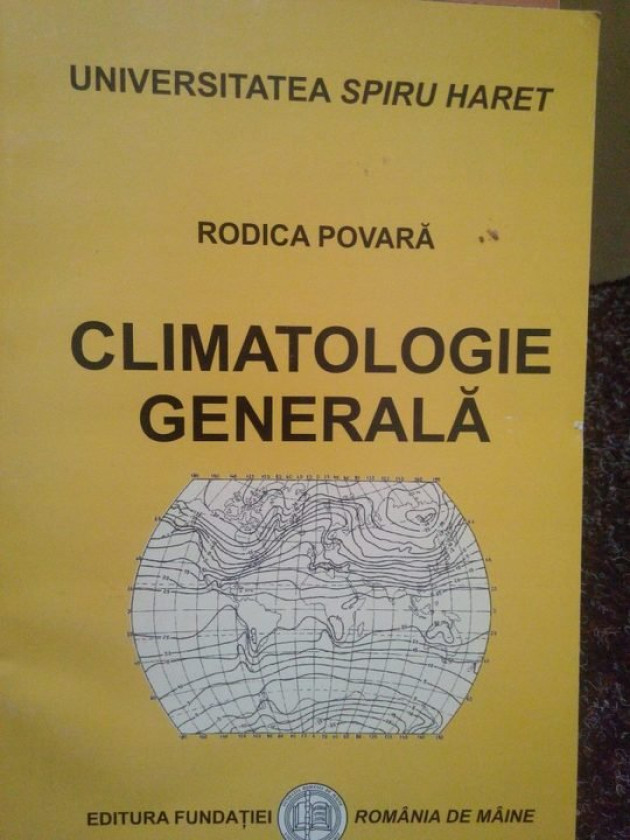 UNIVERSITATEA SPIRU HARET
RODICA POVARĂ
CLIMATOLOGIE
GENERALĂ
EDITURA FUNDAȚIEI ROMÂNIA DE MÂINE